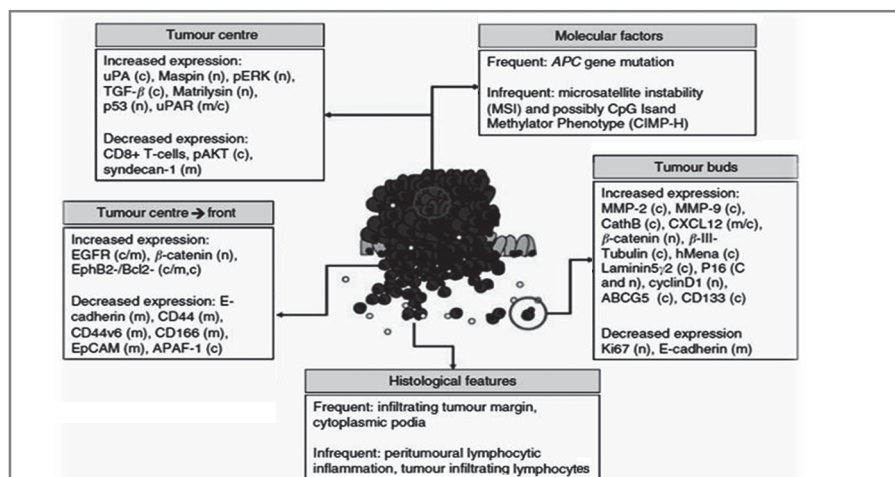 Tumour centre
Increased expression:
uPA (c), Maspin (n), pERK (n),
TGF-β (c), Matrilysin (n),
p53 (n), uPAR (m/c)
Decreased expression:
CD8+ T-cells, pAKT (c),
syndecan-1 (m)
Molecular factors
Frequent: APC gene mutation
Infrequent: microsatellite instability
(MSI) and possibly CpG Isand
Methylator Phenotype (CIMP-H)
Tumour centre → front
Increased expression:
EGFR (c/m), β-catenin (n),
EphB2-/Bcl2- (c/m,c)
Decreased expression: E-
cadherin (m), CD44 (m),
CD44v6 (m), CD166 (m),
EpCAM (m), APAF-1 (c)
Tumour buds
Increased expression:
MMP-2 (c), MMP-9 (c),
CathB (c), CXCL12 (m/c),
β-catenin (n), β-III-
Tubulin (c), hMena (c)
Laminin5γ2 (c), P16 (C
and n), cyclinD1 (n),
ABCG5 (c), CD133 (c)
Decreased expression
Ki67 (n), E-cadherin (m)
Histological features
Frequent: infiltrating tumour margin,
cytoplasmic podia
Infrequent: peritumoural lymphocytic
inflammation, tumour infiltrating lymphocytes